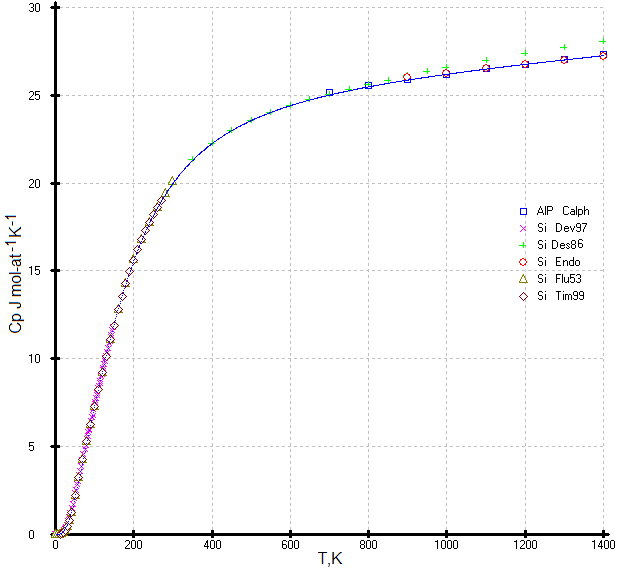 30
25
20
15
10
5
0
Cp J mol-at⁻¹K⁻¹
AIP Calph
Si Dev97
Si Des86
Si Endo
Si Flu53
Si Tim99
0 200 400 600 800 1000 1200 1400
T,K